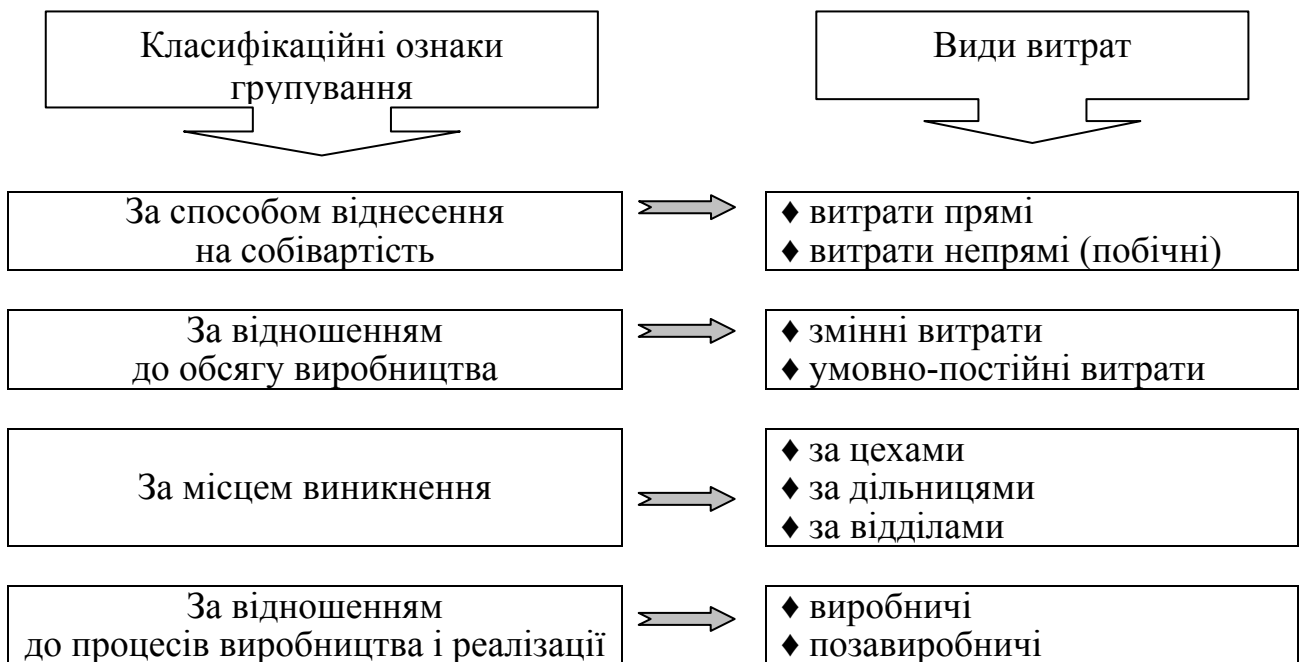 Класифікаційні ознаки
групування
Види витрат
За способом віднесення
на собівартість
♦ витрати прямі
♦ витрати непрямі (побічні)
За відношенням
до обсягу виробництва
♦ змінні витрати
♦ умовно-постійні витрати
За місцем виникнення
♦ за цехами
♦ за дільницями
♦ за відділами
За відношенням
до процесів виробництва і реалізації
♦ виробничі
♦ позавиробничі